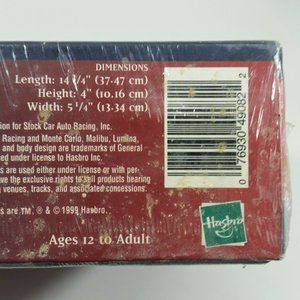 DIMENSIONS
Length: 14 3/4" (37.47 cm)
Height: 4" (10.16 cm)
Width: 5 1/4" (13.34 cm)
tion for Stock Car Auto Racing, Inc.
Racing and Monte Carlo, Malibu, Lumina,
and body design are trademarks of General
sed under license to Hasbro Inc.
s are used either under license or with per-
ve the exclusive rights to sell products bearing
g venues, tracks, and associated concessions.
s are TM, ® & © 1999 Hasbro.
Ages 12 to Adult
0 76930 49082 2
Hasbro